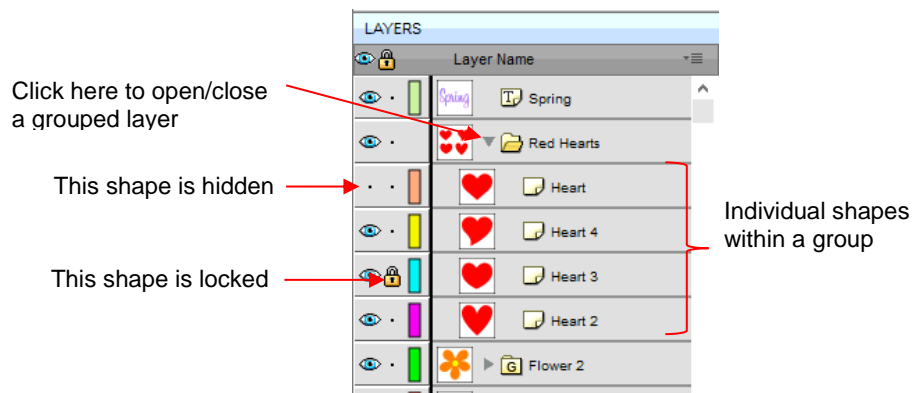 LAYERS
Layer Name
Click here to open/close
a grouped layer
Spring
T Spring
Red Hearts
This shape is hidden
Heart
Individual shapes
within a group
Heart 4
This shape is locked
Heart 3
Heart 2
G Flower 2